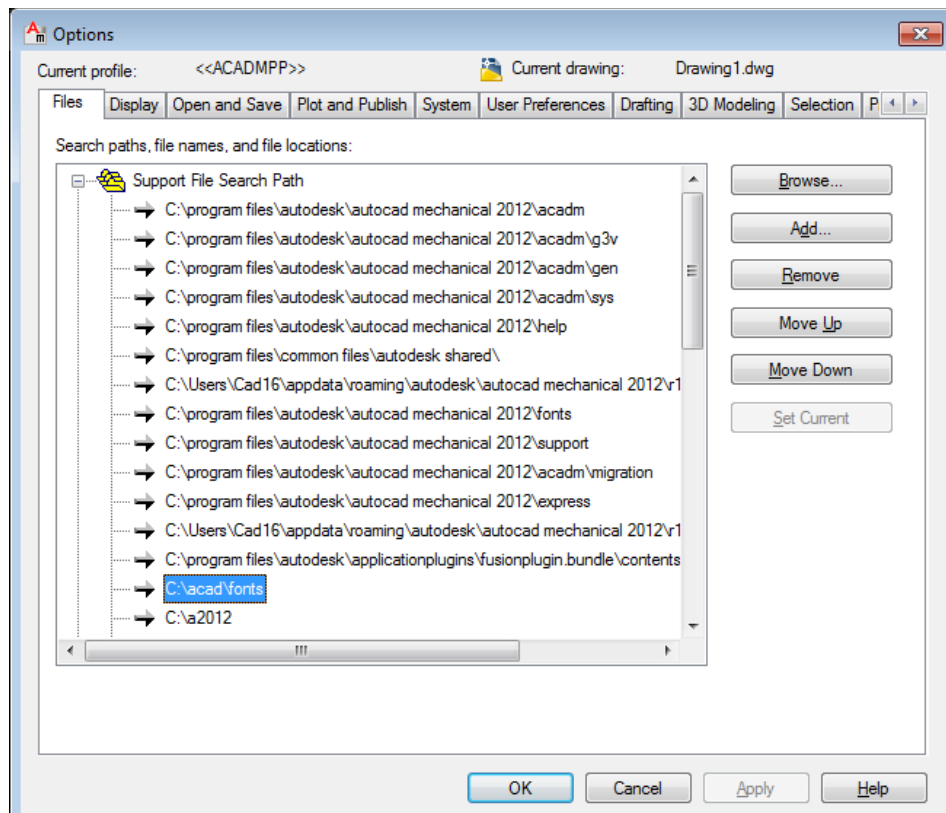 Options
Current profile: <<ACADMPP>> Current drawing: Drawing1.dwg
Files Display Open and Save Plot and Publish System User Preferences Drafting 3D Modeling Selection P
Search paths, file names, and file locations:
Support File Search Path
C:\program files\autodesk\autocad mechanical 2012\acadm
C:\program files\autodesk\autocad mechanical 2012\acadm\g3v
C:\program files\autodesk\autocad mechanical 2012\acadm\gen
C:\program files\autodesk\autocad mechanical 2012\acadm\sys
C:\program files\autodesk\autocad mechanical 2012\help
C:\program files\common files\autodesk shared\
C:\Users\Cad16\appdata\roaming\autodesk\autocad mechanical 2012\r1
C:\program files\autodesk\autocad mechanical 2012\fonts
C:\program files\autodesk\autocad mechanical 2012\support
C:\program files\autodesk\autocad mechanical 2012\acadm\migration
C:\program files\autodesk\autocad mechanical 2012\express
C:\Users\Cad16\appdata\roaming\autodesk\autocad mechanical 2012\r1
C:\program files\autodesk\applicationplugins\fusionplugin.bundle\contents
C:\acad\fonts
C:\a2012
Browse...
Add...
Remove
Move Up
Move Down
Set Current
OK Cancel Apply Help